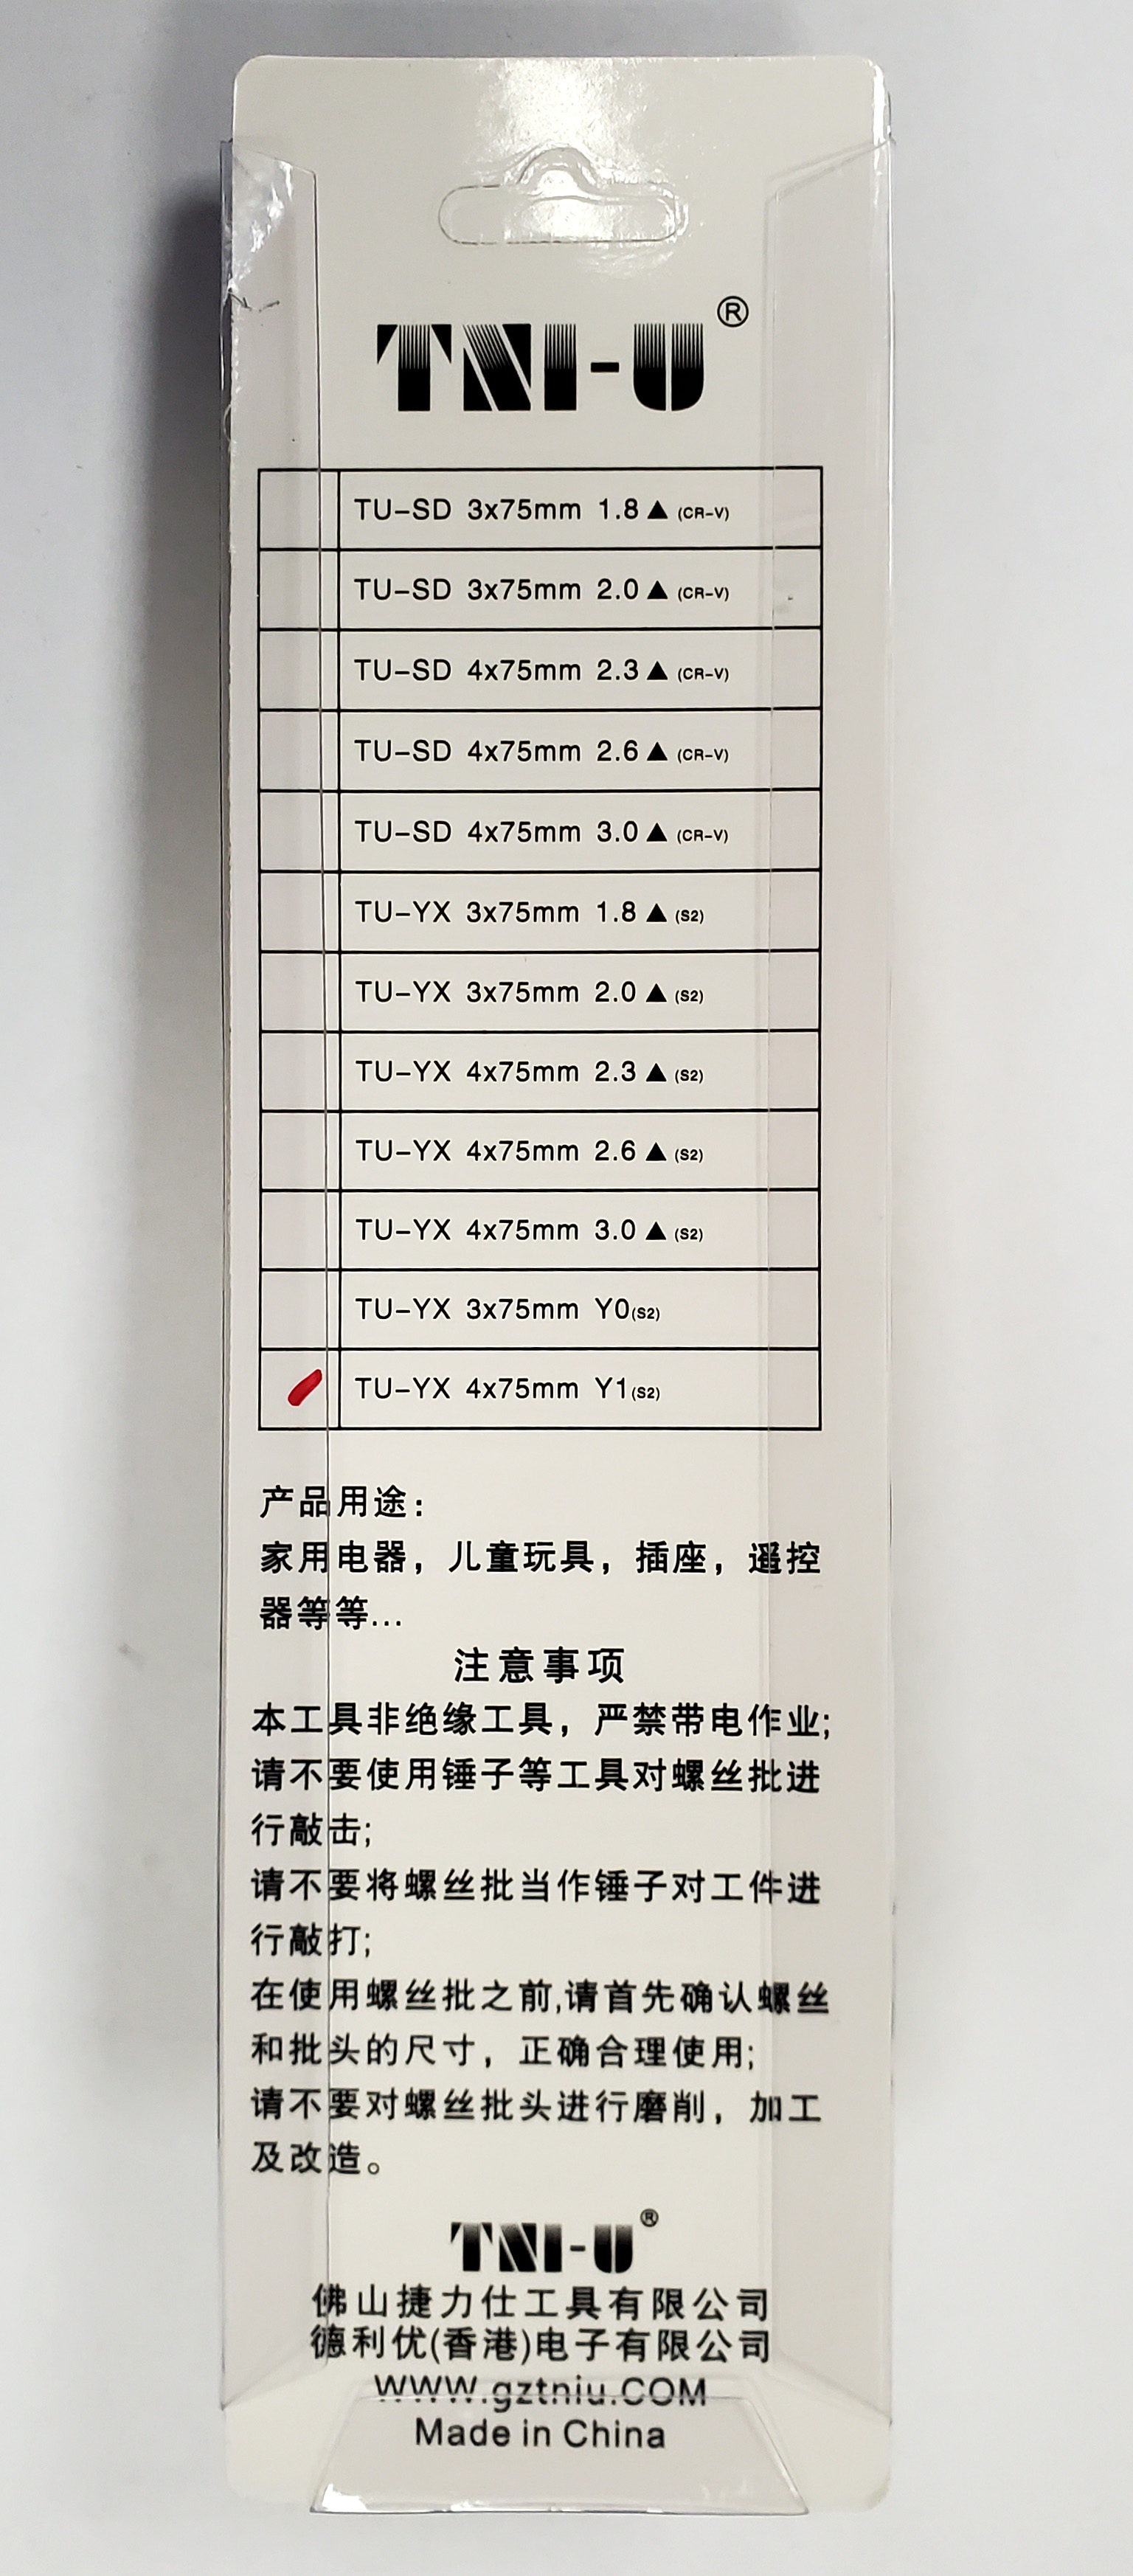 TNI-U®
TU-SD 3x75mm 1.8▲(CR-V)
TU-SD 3x75mm 2.0▲(CR-V)
TU-SD 4x75mm 2.3▲(CR-V)
TU-SD 4x75mm 2.6▲(CR-V)
TU-SD 4x75mm 3.0▲(CR-V)
TU-YX 3x75mm 1.8▲(S2)
TU-YX 3x75mm 2.0▲(S2)
TU-YX 4x75mm 2.3▲(S2)
TU-YX 4x75mm 2.6▲(S2)
TU-YX 4x75mm 3.0▲(S2)
TU-YX 3x75mm Y0(S2)
TU-YX 4x75mm Y1(S2)
产品用途：
家用电器，儿童玩具，插座，遥控
器等等...
注意事项
本工具非绝缘工具，严禁带电作业;
请不要使用锤子等工具对螺丝批进
行敲击;
请不要将螺丝批当作锤子对工件进
行敲打;
在使用螺丝批之前,请首先确认螺丝
和批头的尺寸，正确合理使用;
请不要对螺丝批头进行磨削，加工
及改造。
TNI-U®
佛山捷力仕工具有限公司
德利优(香港)电子有限公司
WWW.gztniu.COM
Made in China